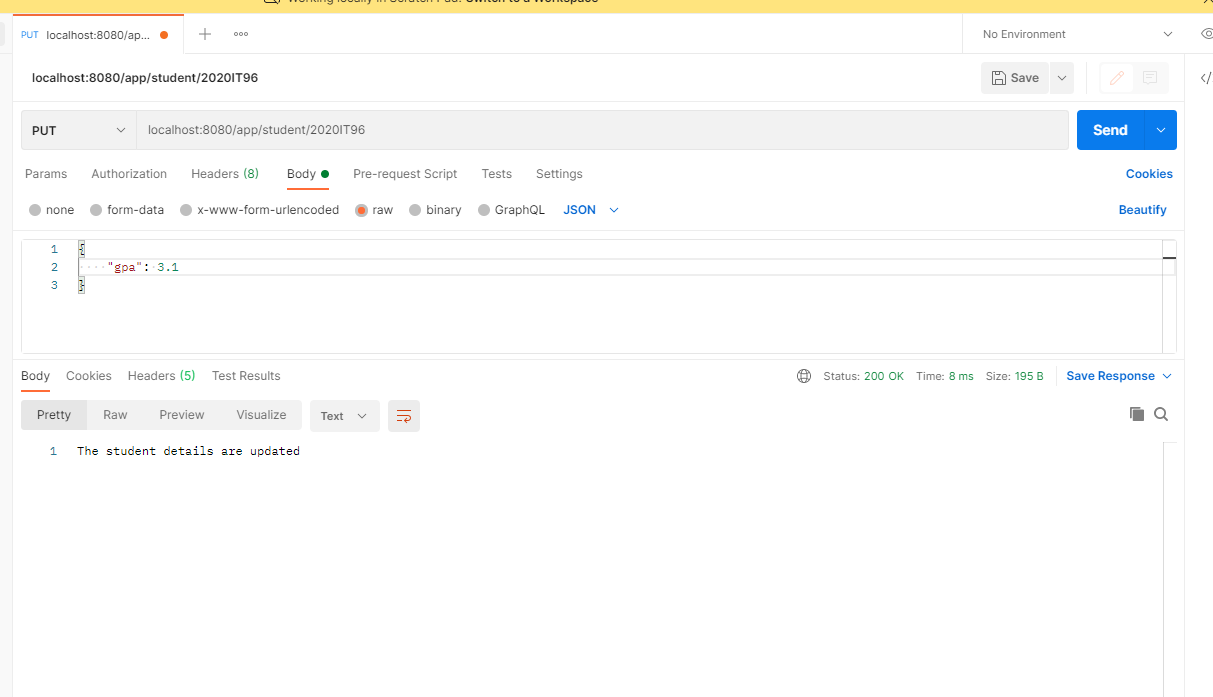 Working locally in Scratch Pad. Switch to a Workspace
PUT localhost:8080/ap...
No Environment
localhost:8080/app/student/2020IT96
Save
PUT localhost:8080/app/student/2020IT96 Send
Params Authorization Headers (8) Body Pre-request Script Tests Settings Cookies
none form-data x-www-form-urlencoded raw binary GraphQL JSON Beautify
1 {
2 "gpa": 3.1
3 }
Body Cookies Headers (5) Test Results Status: 200 OK Time: 8 ms Size: 195 B Save Response
Pretty Raw Preview Visualize Text
1 The student details are updated